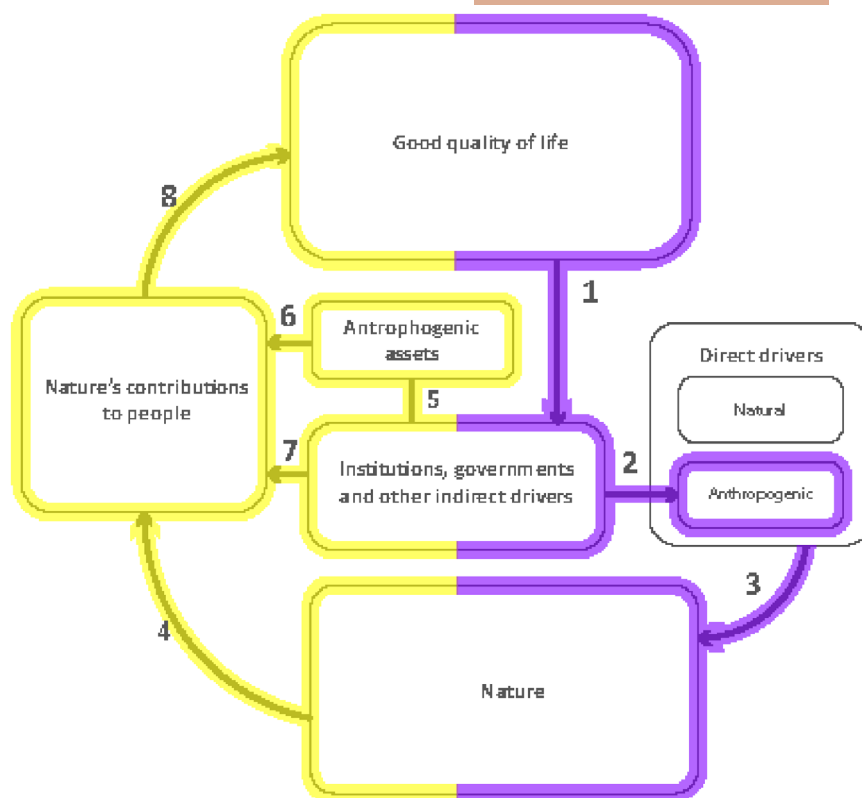 Good quality of life
8
1
6
Antrophogenic
assets
Direct drivers
Nature's contributions
to people
Natural
5
7
Institutions, governments
and other indirect drivers
2
Anthropogenic
3
4
Nature